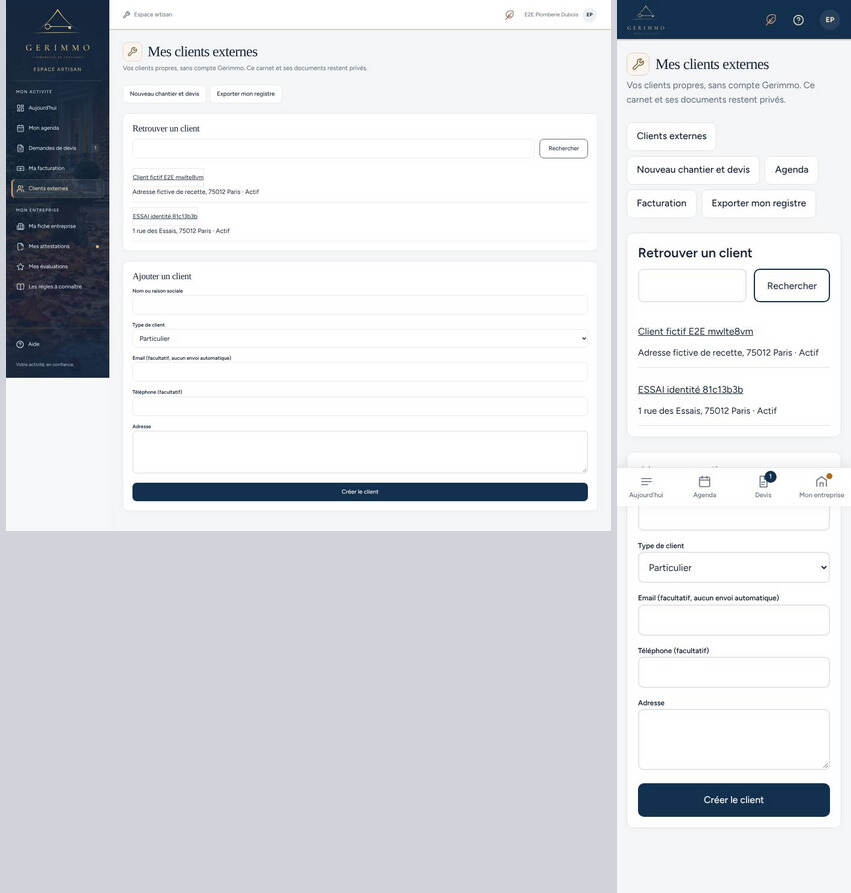 GERIMMO
ESPACE ARTISAN
MON ACTIVITÉ
Aujourd'hui
Mon agenda
Demandes de devis 1
Ma facturation
Clients externes
MON ENTREPRISE
Ma fiche entreprise
Mes attestations
Mes évaluations
Les règles à connaître
Aide
Votre activité, en confiance.
Espace artisan
E2E Plomberie Dubois EP
Mes clients externes
Vos clients propres, sans compte Gerimmo. Ce carnet et ses documents restent privés.
Nouveau chantier et devis Exporter mon registre
Retrouver un client
Rechercher
Client fictif E2E mwlte8vm
Adresse fictive de recette, 75012 Paris · Actif
ESSAI identité 81c13b3b
1 rue des Essais, 75012 Paris · Actif
Ajouter un client
Nom ou raison sociale
Type de client
Particulier
Email (facultatif, aucun envoi automatique)
Téléphone (facultatif)
Adresse
Créer le client
GERIMMO
EP
Mes clients externes
Vos clients propres, sans compte Gerimmo. Ce
carnet et ses documents restent privés.
Clients externes
Nouveau chantier et devis Agenda
Facturation Exporter mon registre
Retrouver un client
Rechercher
Client fictif E2E mwlte8vm
Adresse fictive de recette, 75012 Paris · Actif
ESSAI identité 81c13b3b
1 rue des Essais, 75012 Paris · Actif
1
Aujourd'hui Agenda Devis Mon entreprise
Type de client
Particulier
Email (facultatif, aucun envoi automatique)
Téléphone (facultatif)
Adresse
Créer le client